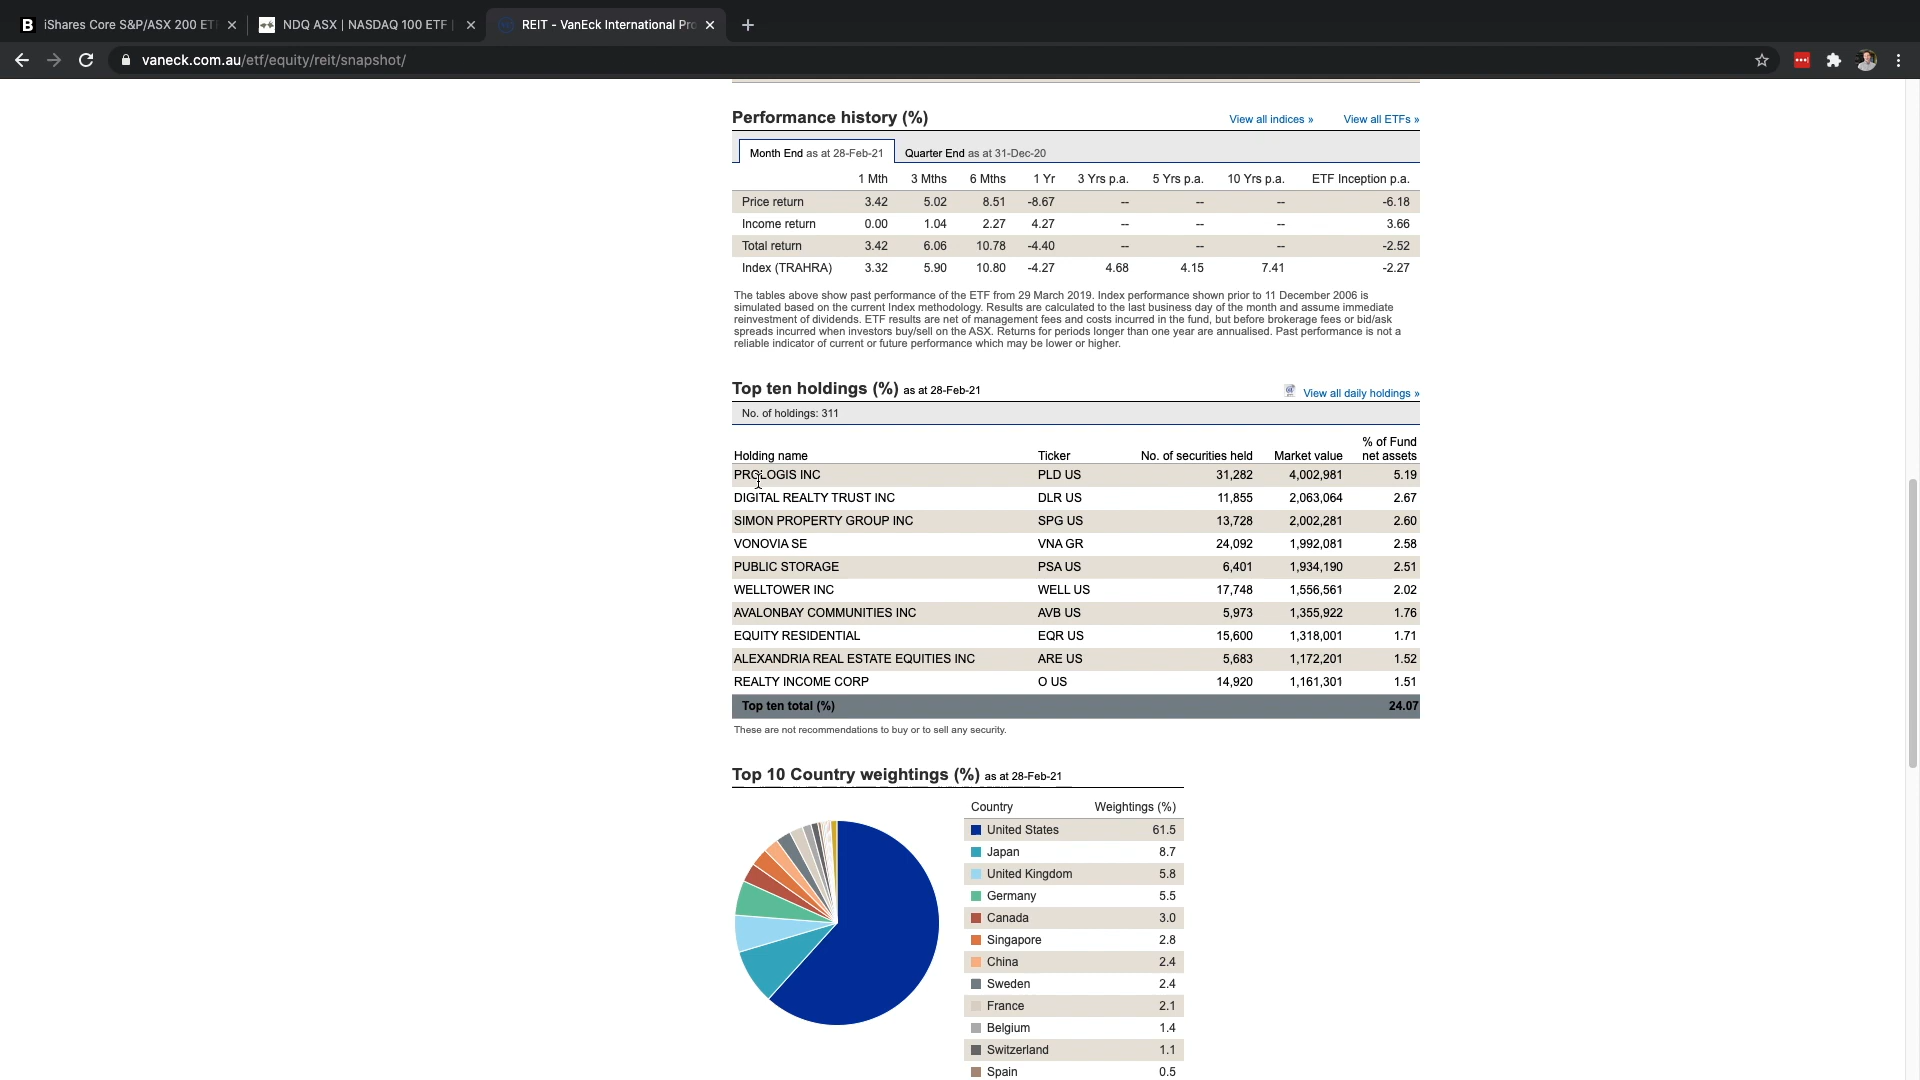 iShares Core S&P/ASX 200 ET
NDQ ASX | NASDAQ 100 ETF |
REIT - VanEck International Pro
vaneck.com.au/etf/equity/reit/snapshot/
Performance history (%)
View all indices »
View all ETFs »
Month End as at 28-Feb-21
Quarter End as at 31-Dec-20
1 Mth 3 Mths 6 Mths 1 Yr 3 Yrs p.a. 5 Yrs p.a. 10 Yrs p.a. ETF Inception p.a.
Price return 3.42 5.02 8.51 -8.67 -- -- -- -6.18
Income return 0.00 1.04 2.27 4.27 -- -- -- 3.66
Total return 3.42 6.06 10.78 -4.40 -- -- -- -2.52
Index (TRAHRA) 3.32 5.90 10.80 -4.27 4.68 4.15 7.41 -2.27
The tables above show past performance of the ETF from 29 March 2019. Index performance shown prior to 11 December 2006 is
simulated based on the current Index methodology. Results are calculated to the last business day of the month and assume immediate
reinvestment of dividends. ETF results are net of management fees and costs incurred in the fund, but before brokerage fees or bid/ask
spreads incurred when investors buy/sell on the ASX. Returns for periods longer than one year are annualised. Past performance is not a
reliable indicator of current or future performance which may be lower or higher.
Top ten holdings (%) as at 28-Feb-21
View all daily holdings »
No. of holdings: 311
Holding name Ticker No. of securities held Market value % of Fund net assets
PROLOGIS INC PLD US 31,282 4,002,981 5.19
DIGITAL REALTY TRUST INC DLR US 11,855 2,063,064 2.67
SIMON PROPERTY GROUP INC SPG US 13,728 2,002,281 2.60
VONOVIA SE VNA GR 24,092 1,992,081 2.58
PUBLIC STORAGE PSA US 6,401 1,934,190 2.51
WELLTOWER INC WELL US 17,748 1,556,561 2.02
AVALONBAY COMMUNITIES INC AVB US 5,973 1,355,922 1.76
EQUITY RESIDENTIAL EQR US 15,600 1,318,001 1.71
ALEXANDRIA REAL ESTATE EQUITIES INC ARE US 5,683 1,172,201 1.52
REALTY INCOME CORP O US 14,920 1,161,301 1.51
Top ten total (%) 24.07
These are not recommendations to buy or to sell any security.
Top 10 Country weightings (%) as at 28-Feb-21
Country Weightings (%)
United States 61.5
Japan 8.7
United Kingdom 5.8
Germany 5.5
Canada 3.0
Singapore 2.8
China 2.4
Sweden 2.4
France 2.1
Belgium 1.4
Switzerland 1.1
Spain 0.5